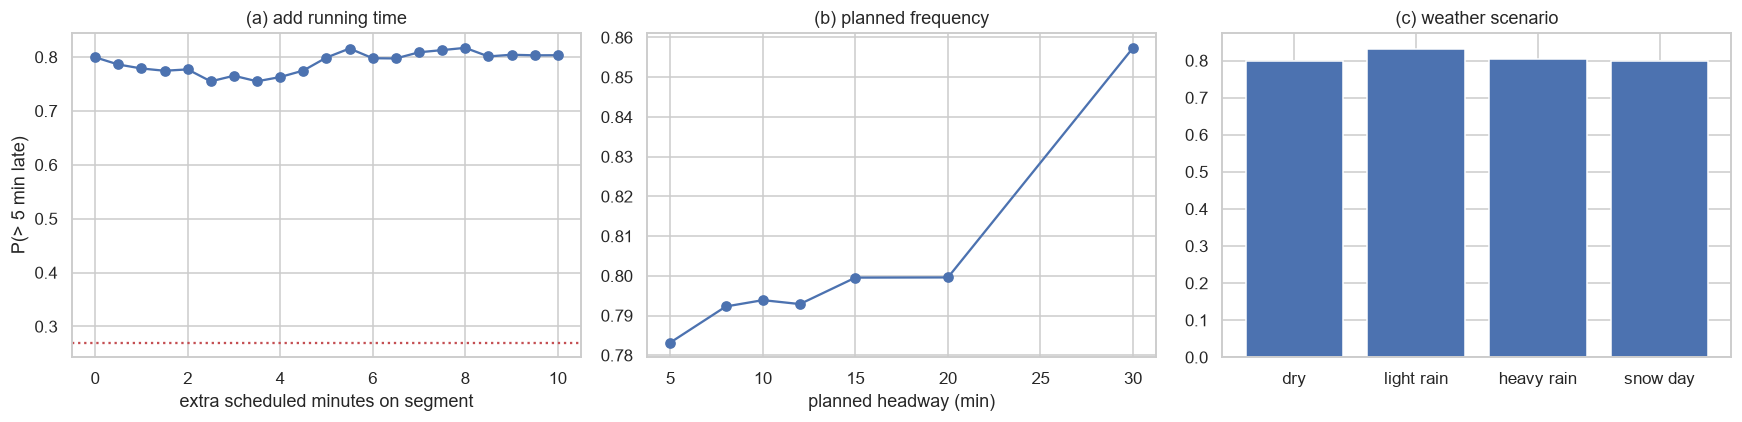 (a) add running time
P(> 5 min late)
0.8
0.7
0.6
0.5
0.4
0.3
0 2 4 6 8 10
extra scheduled minutes on segment
(b) planned frequency
0.86
0.85
0.84
0.83
0.82
0.81
0.80
0.79
0.78
5 10 15 20 25 30
planned headway (min)
(c) weather scenario
0.8
0.7
0.6
0.5
0.4
0.3
0.2
0.1
0.0
dry light rain heavy rain snow day